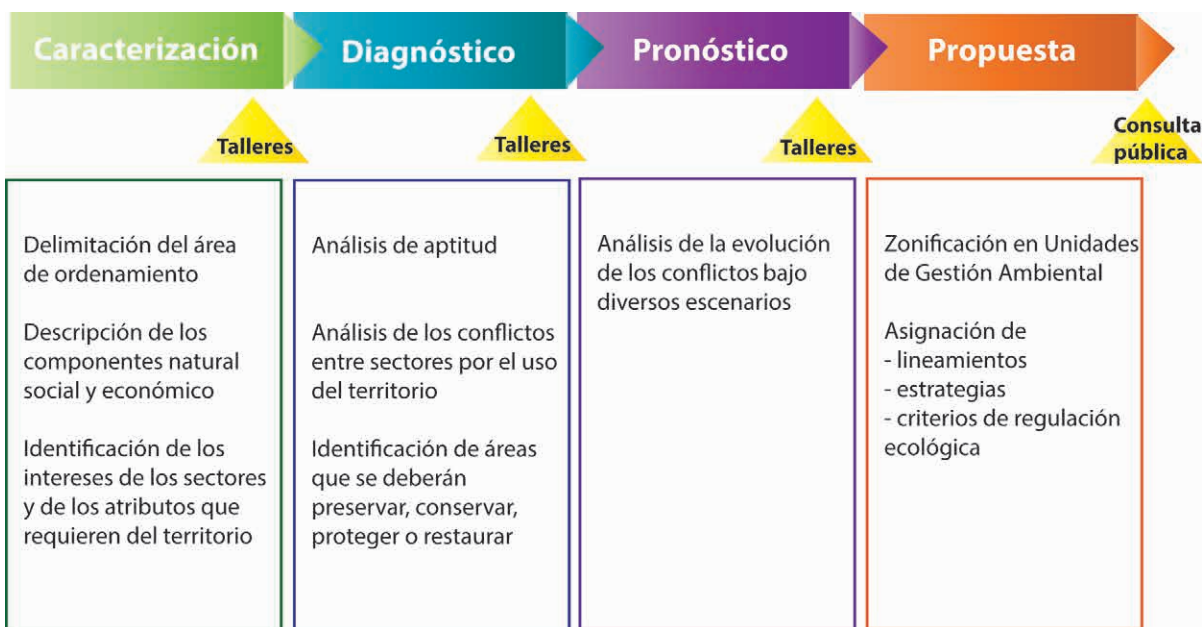 Caracterización
Diagnóstico
Pronóstico
Propuesta
Talleres
Talleres
Talleres
Consulta
pública
Delimitación del área
de ordenamiento
Descripción de los
componentes natural
social y económico
Identificación de los
intereses de los sectores
y de los atributos que
requieren del territorio
Análisis de aptitud
Análisis de los conflictos
entre sectores por el uso
del territorio
Identificación de áreas
que se deberán
preservar, conservar,
proteger o restaurar
Análisis de la evolución
de los conflictos bajo
diversos escenarios
Zonificación en Unidades
de Gestión Ambiental
Asignación de
- lineamientos
- estrategias
- criterios de regulación
ecológica